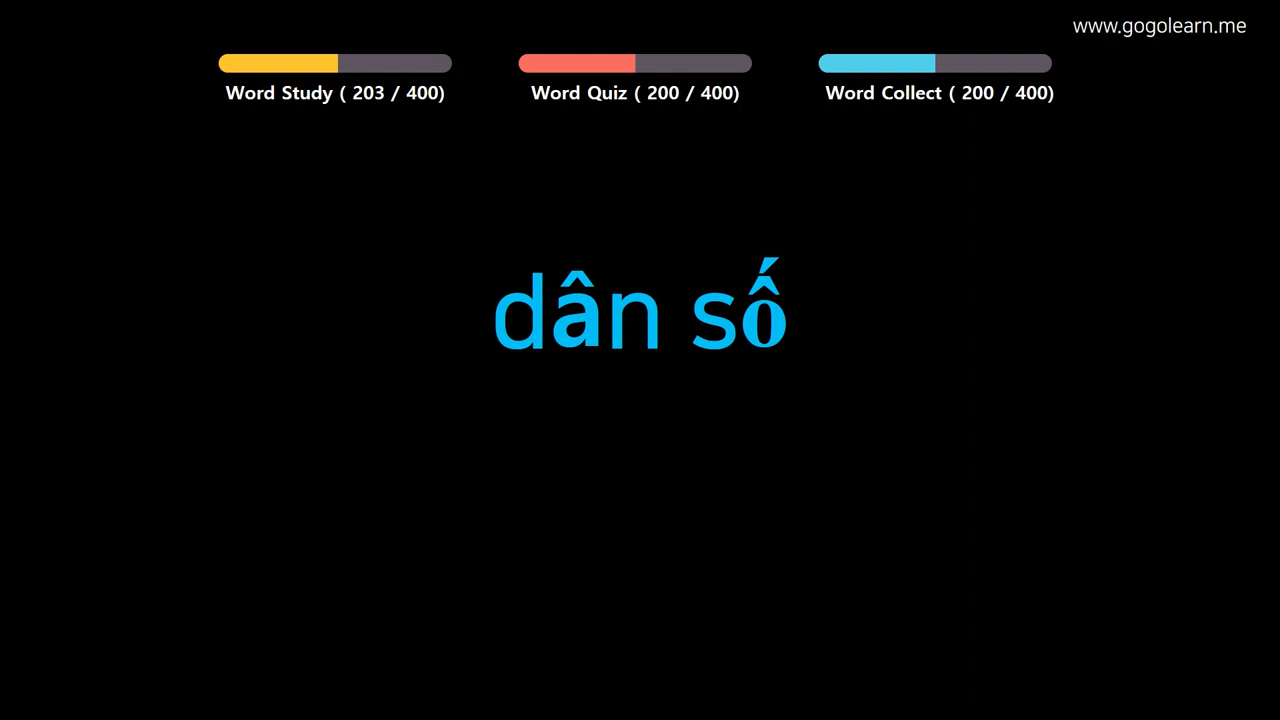 www.gogolearn.me
Word Study ( 203 / 400)
Word Quiz ( 200 / 400)
Word Collect ( 200 / 400)
dân số